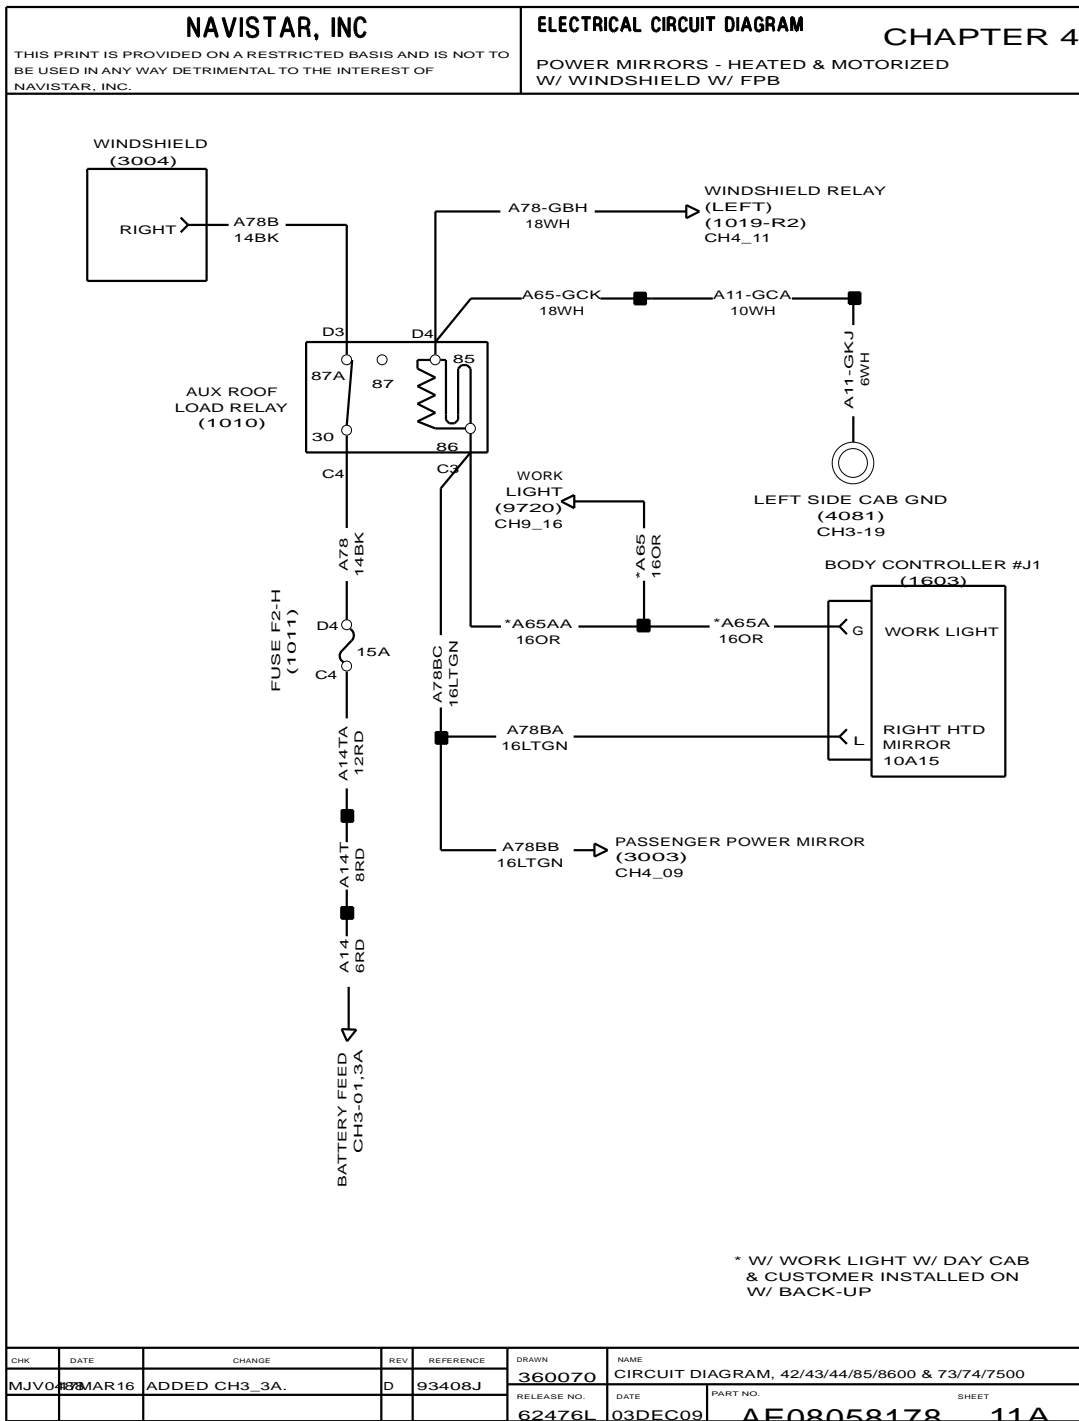 NAVISTAR, INC
THIS PRINT IS PROVIDED ON A RESTRICTED BASIS AND IS NOT TO
BE USED IN ANY WAY DETRIMENTAL TO THE INTEREST OF
NAVISTAR, INC.
ELECTRICAL CIRCUIT DIAGRAM
CHAPTER 4
POWER MIRRORS - HEATED & MOTORIZED
W/ WINDSHIELD W/ FPB
WINDSHIELD
(3004)
RIGHT
A78B
14BK
A78-GBH
18WH
WINDSHIELD RELAY
(LEFT)
(1019-R2)
CH4_11
A65-GCK
18WH
A11-GCA
10WH
A11-GKJ
6WH
D3
D4
87A
87
85
30
86
AUX ROOF
LOAD RELAY
(1010)
C4
C3
WORK
LIGHT
(9720)
CH9_16
LEFT SIDE CAB GND
(4081)
CH3-19
*A65
16OR
BODY CONTROLLER #J1
(1603)
A78
14BK
*A65AA
16OR
*A65A
16OR
G
WORK LIGHT
FUSE F2-H
(1011)
D4
15A
C4
A78BC
16LTGN
A78BA
16LTGN
L
RIGHT HTD
MIRROR
10A15
A14TA
12RD
A78BB
16LTGN
PASSENGER POWER MIRROR
(3003)
CH4_09
A14T
8RD
A14
6RD
BATTERY FEED
CH3-01,3A
* W/ WORK LIGHT W/ DAY CAB
& CUSTOMER INSTALLED ON
W/ BACK-UP
CHK DATE CHANGE REV REFERENCE
ADDED CH3_3A. D 93408J
DRAWN
360070
NAME
CIRCUIT DIAGRAM, 42/43/44/85/8600 & 73/74/7500
RELEASE NO.
62476L
DATE
03DEC09
PART NO.
AE08058178
SHEET
11A